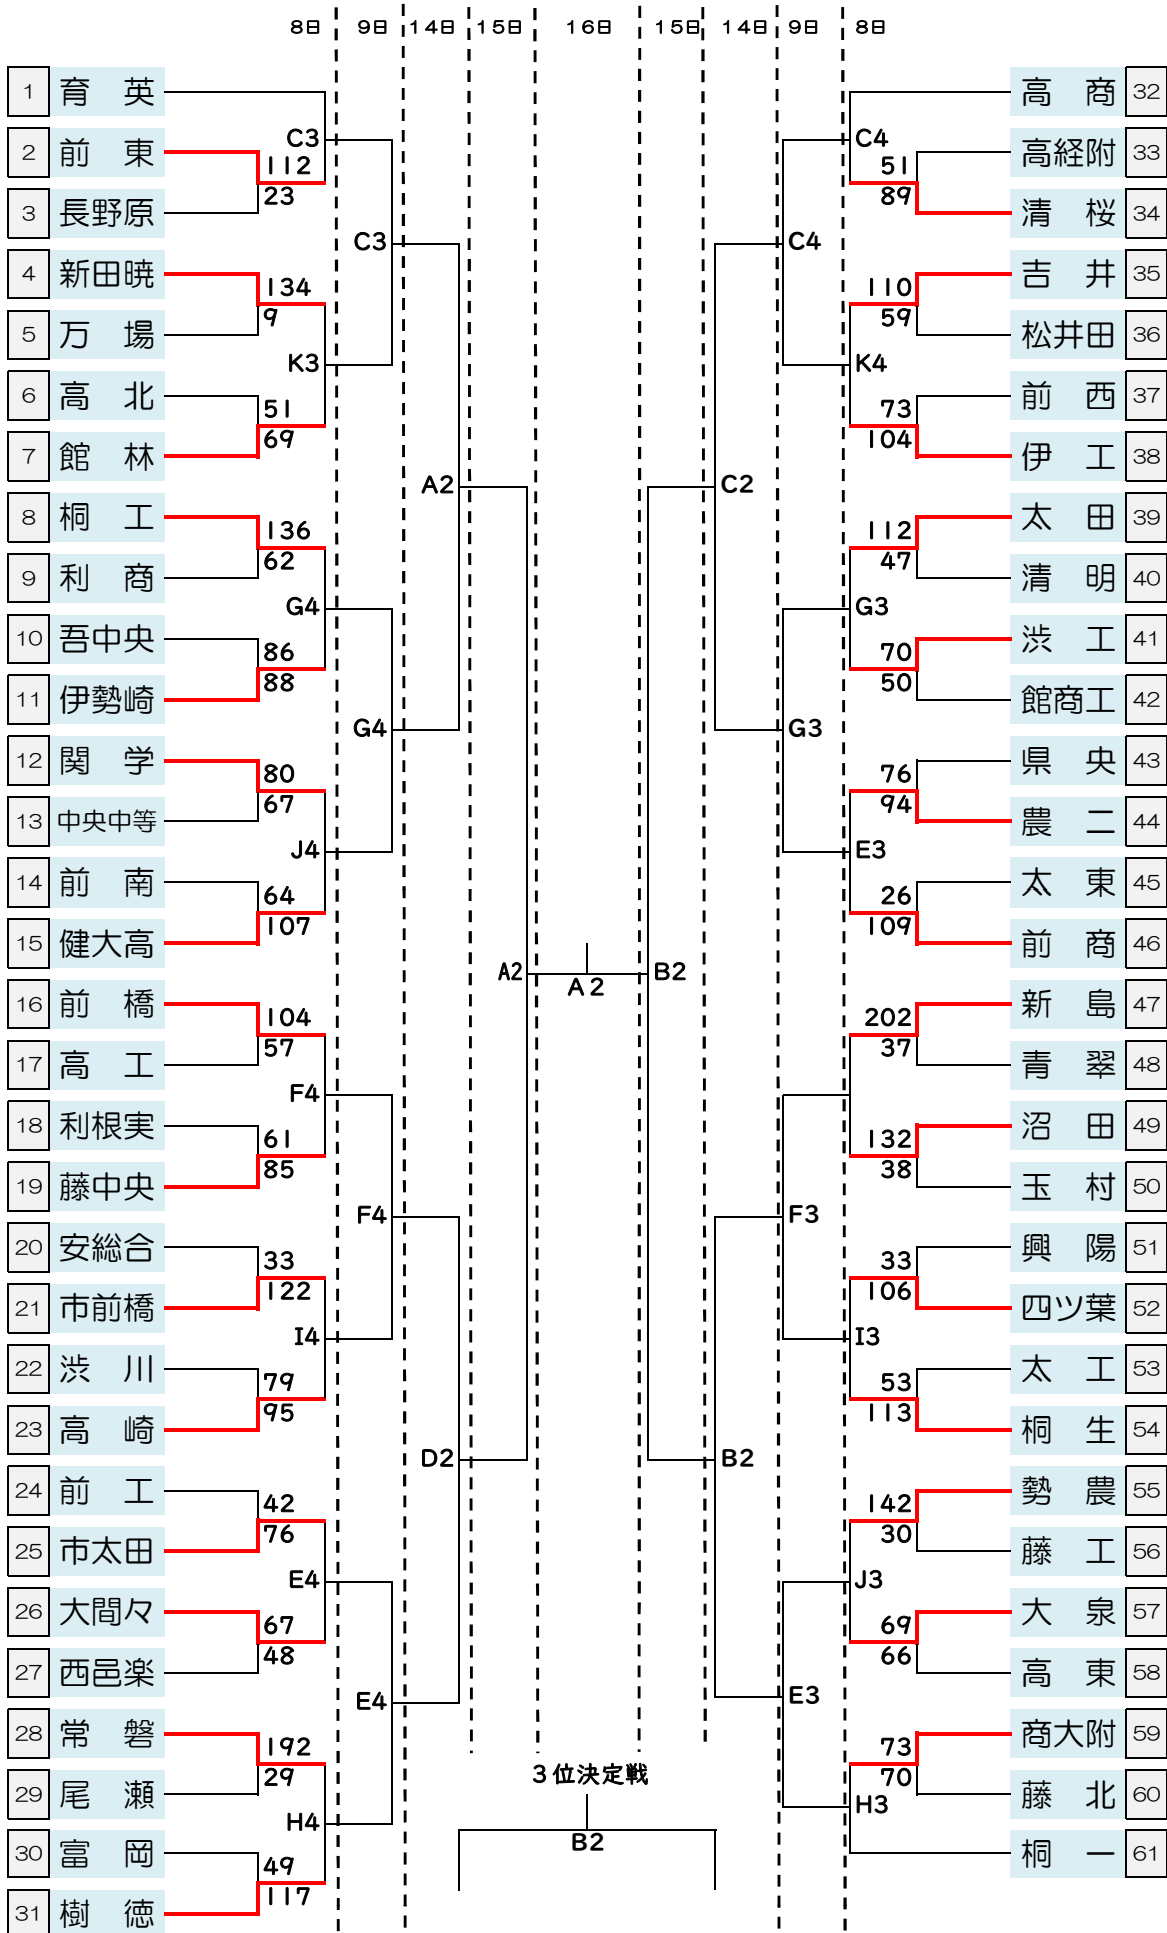 8日 9日 14日 15日 16日 15日 14日 9日 8日
1 育 英
2 前 東
3 長野原
4 新田暁
5 万 場
6 高 北
7 館 林
8 桐 工
9 利 商
10 吾中央
11 伊勢崎
12 関 学
13 中央中等
14 前 南
15 健大高
16 前 橋
17 高 工
18 利根実
19 藤中央
20 安総合
21 市前橋
22 渋 川
23 高 崎
24 前 工
25 市太田
26 大間々
27 西邑楽
28 常 磐
29 尾 瀬
30 富 岡
31 樹 徳
C3
112
23
134
9
K3
51
69
136
62
G4
86
88
80
67
J4
64
107
104
57
F4
61
85
33
122
I4
79
95
42
76
E4
67
48
192
29
H4
49
117
C3
G4
F4
E4
A2
D2
A2
A2
B2
C2
B2
C4
G3
F3
E3
C4
51
89
110
59
K4
73
104
112
47
G3
70
50
76
94
E3
26
109
202
37
132
38
33
106
I3
53
113
142
30
J3
69
66
73
70
H3
高 商 32
高経附 33
清 桜 34
吉 井 35
松井田 36
前 西 37
伊 工 38
太 田 39
清 明 40
渋 工 41
館商工 42
県 央 43
農 二 44
太 東 45
前 商 46
新 島 47
青 翠 48
沼 田 49
玉 村 50
興 陽 51
四ツ葉 52
太 工 53
桐 生 54
勢 農 55
藤 工 56
大 泉 57
高 東 58
商大附 59
藤 北 60
桐 一 61
3位決定戦
B2